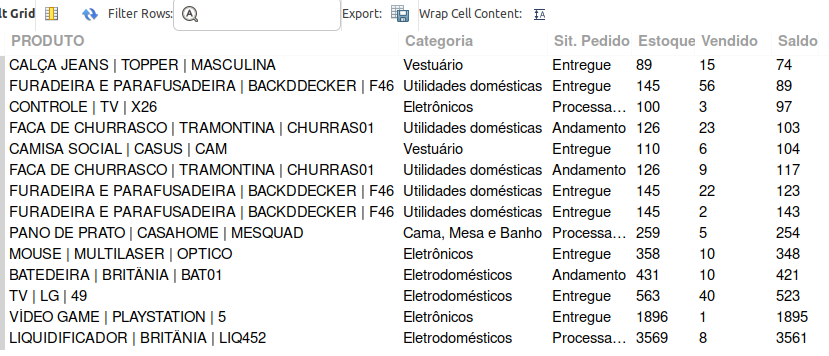 lt Grid Filter Rows: Export: Wrap Cell Content:
PRODUTO Categoria Sit. Pedido Estoque Vendido Saldo
CALÇA JEANS | TOPPER | MASCULINA Vestuário Entregue 89 15 74
FURADEIRA E PARAFUSADEIRA | BACKDDECKER | F46 Utilidades domésticas Entregue 145 56 89
CONTROLE | TV | X26 Eletrônicos Processa... 100 3 97
FACA DE CHURRASCO | TRAMONTINA | CHURRAS01 Utilidades domésticas Andamento 126 23 103
CAMISA SOCIAL | CASUS | CAM Vestuário Entregue 110 6 104
FACA DE CHURRASCO | TRAMONTINA | CHURRAS01 Utilidades domésticas Andamento 126 9 117
FURADEIRA E PARAFUSADEIRA | BACKDDECKER | F46 Utilidades domésticas Entregue 145 22 123
FURADEIRA E PARAFUSADEIRA | BACKDDECKER | F46 Utilidades domésticas Entregue 145 2 143
PANO DE PRATO | CASAHOME | MESQUAD Cama, Mesa e Banho Processa... 259 5 254
MOUSE | MULTILASER | OPTICO Eletrônicos Entregue 358 10 348
BATEDEIRA | BRITÂNIA | BAT01 Eletrodomésticos Andamento 431 10 421
TV | LG | 49 Eletrodomésticos Entregue 563 40 523
VÍDEO GAME | PLAYSTATION | 5 Eletrônicos Entregue 1896 1 1895
LIQUIDIFICADOR | BRITÂNIA | LIQ452 Eletrodomésticos Processa... 3569 8 3561